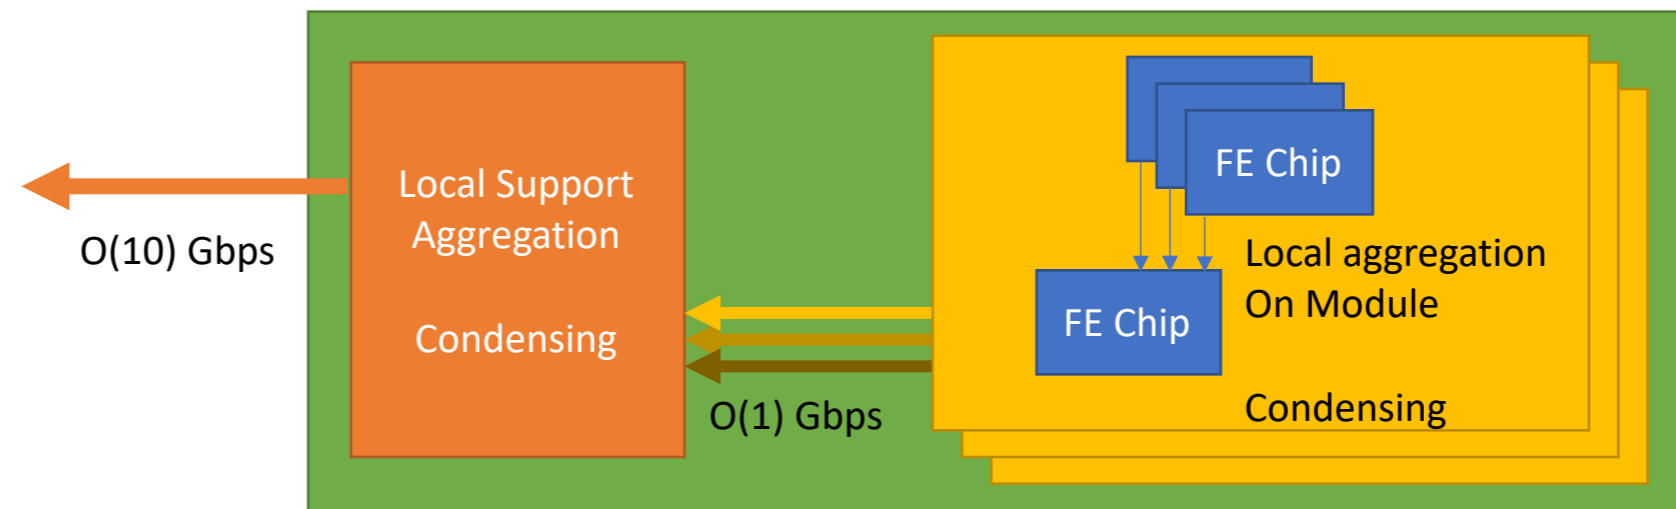 O(10) Gbps
Local Support
Aggregation
Condensing
O(1) Gbps
FE Chip
FE Chip
Local aggregation
On Module
Condensing